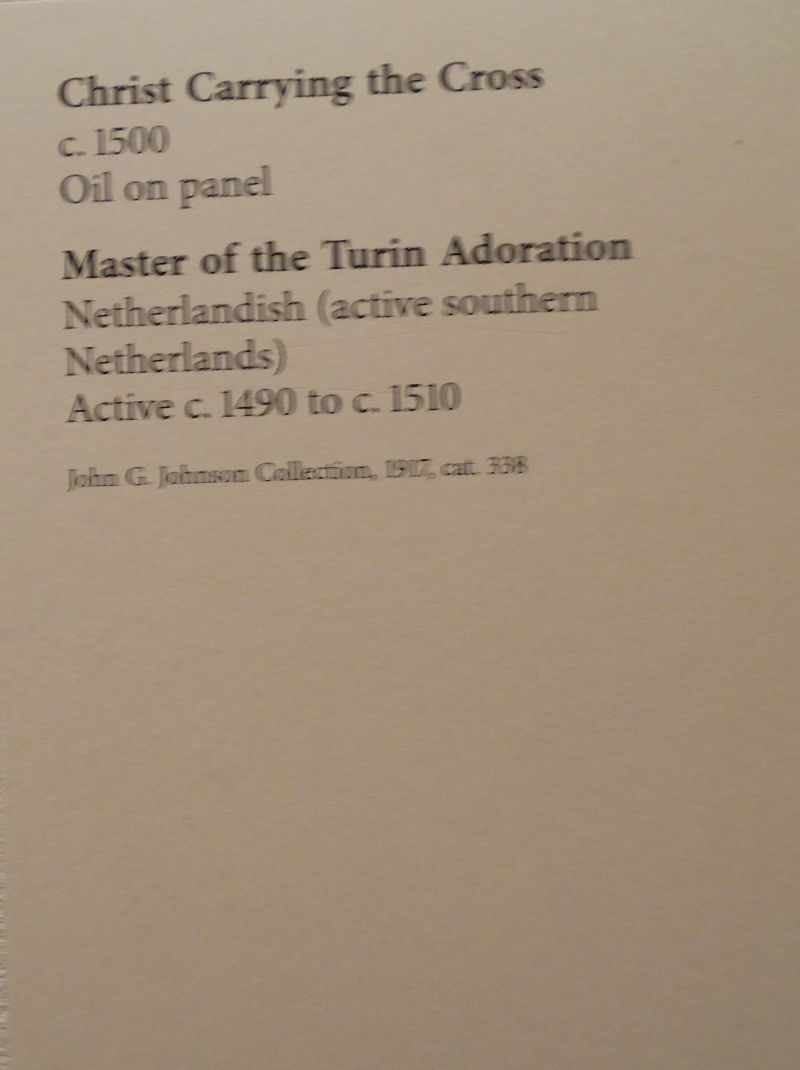 Christ Carrying the Cross
c. 1500
Oil on panel
Master of the Turin Adoration
Netherlandish (active southern
Netherlands)
Active c. 1490 to c. 1510
John G. Johnson Collection, 1917, cat. 338